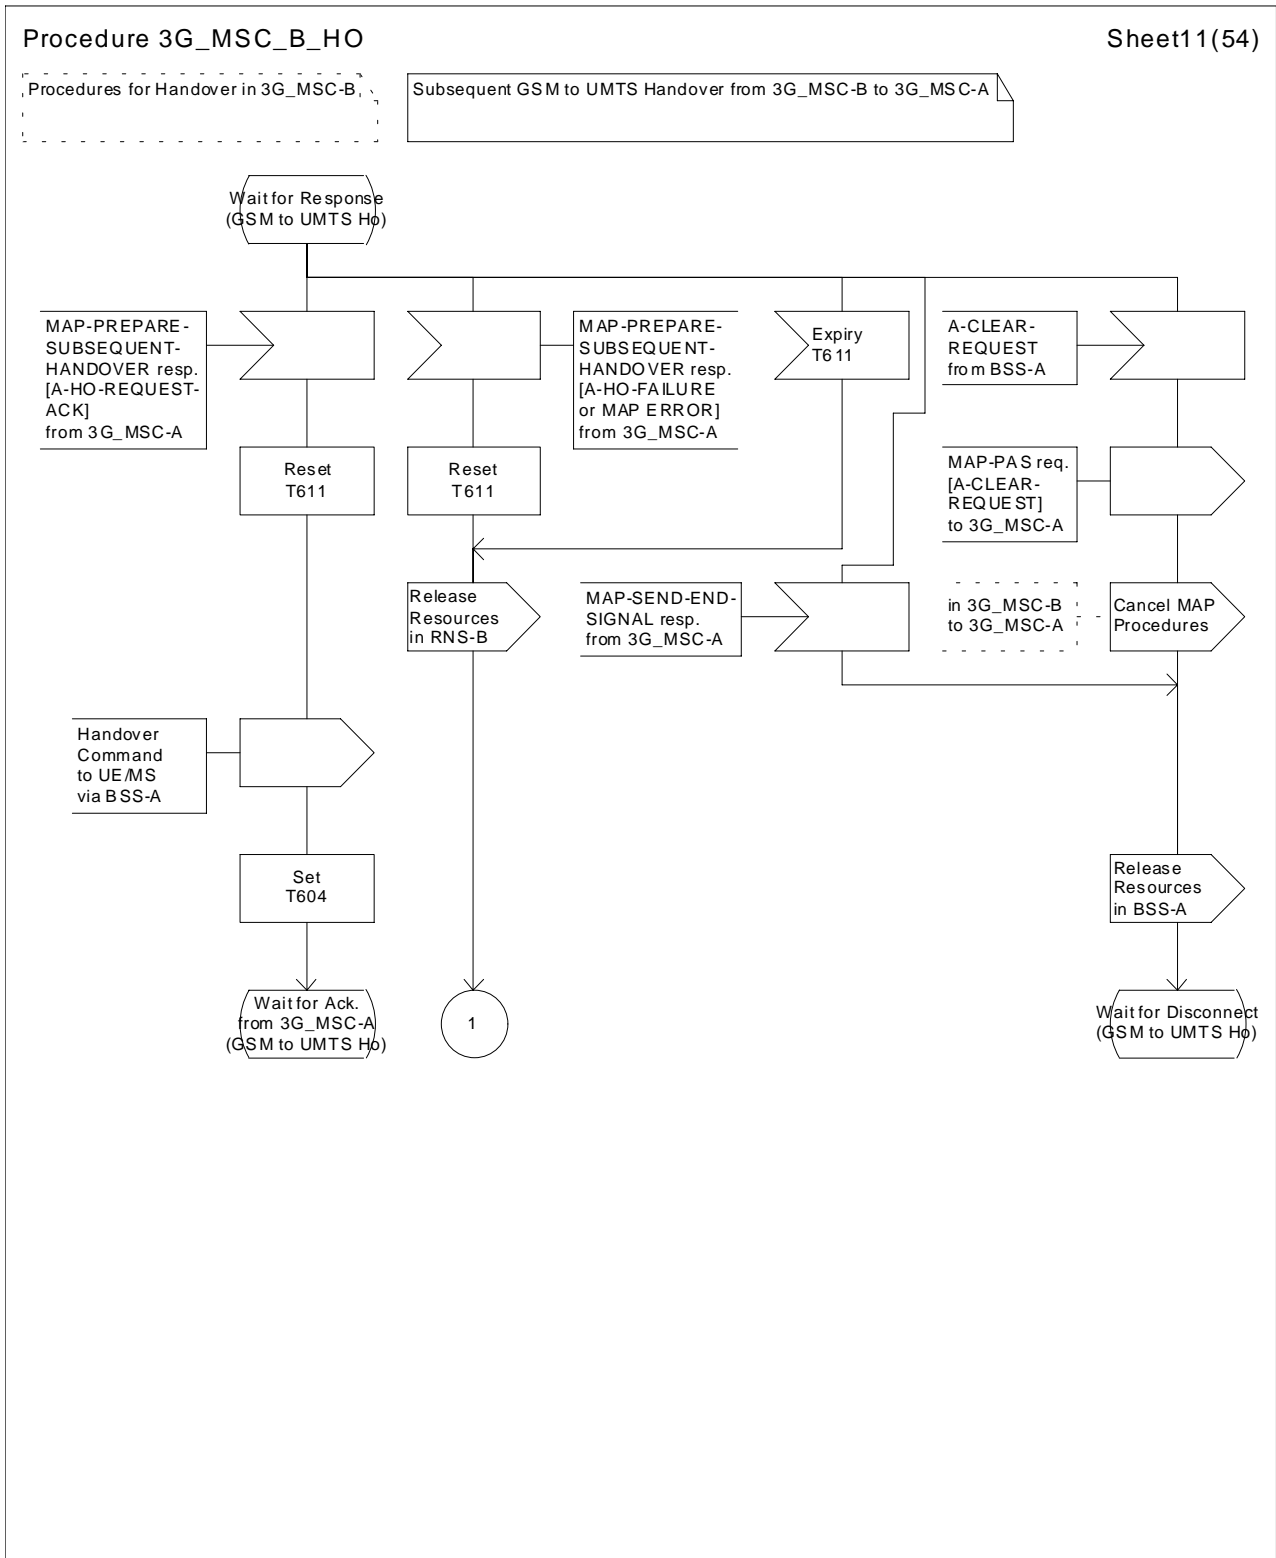 Procedure 3G_MSC_B_HO
Sheet11(54)
Procedures for Handover in 3G_MSC-B
Subsequent GSM to UMTS Handover from 3G_MSC-B to 3G_MSC-A
Wait for Response
(GSM to UMTS Ho)
MAP-PREPARE-
SUBSEQUENT-
HANDOVER resp.
[A-HO-REQUEST-
ACK]
from 3G_MSC-A
MAP-PREPARE-
SUBSEQUENT-
HANDOVER resp.
[A-HO-FAILURE
or MAP ERROR]
from 3G_MSC-A
Expiry
T611
A-CLEAR-
REQUEST
from BSS-A
Reset
T611
Reset
T611
MAP-PAS req.
[A-CLEAR-
REQUEST]
to 3G_MSC-A
Release
Resources
in RNS-B
MAP-SEND-END-
SIGNAL resp.
from 3G_MSC-A
in 3G_MSC-B
to 3G_MSC-A
Cancel MAP
Procedures
Handover
Command
to UE/MS
via BSS-A
Set
T604
Release
Resources
in BSS-A
Wait for Ack.
from 3G_MSC-A
(GSM to UMTS Ho)
1
Wait for Disconnect
(GSM to UMTS Ho)